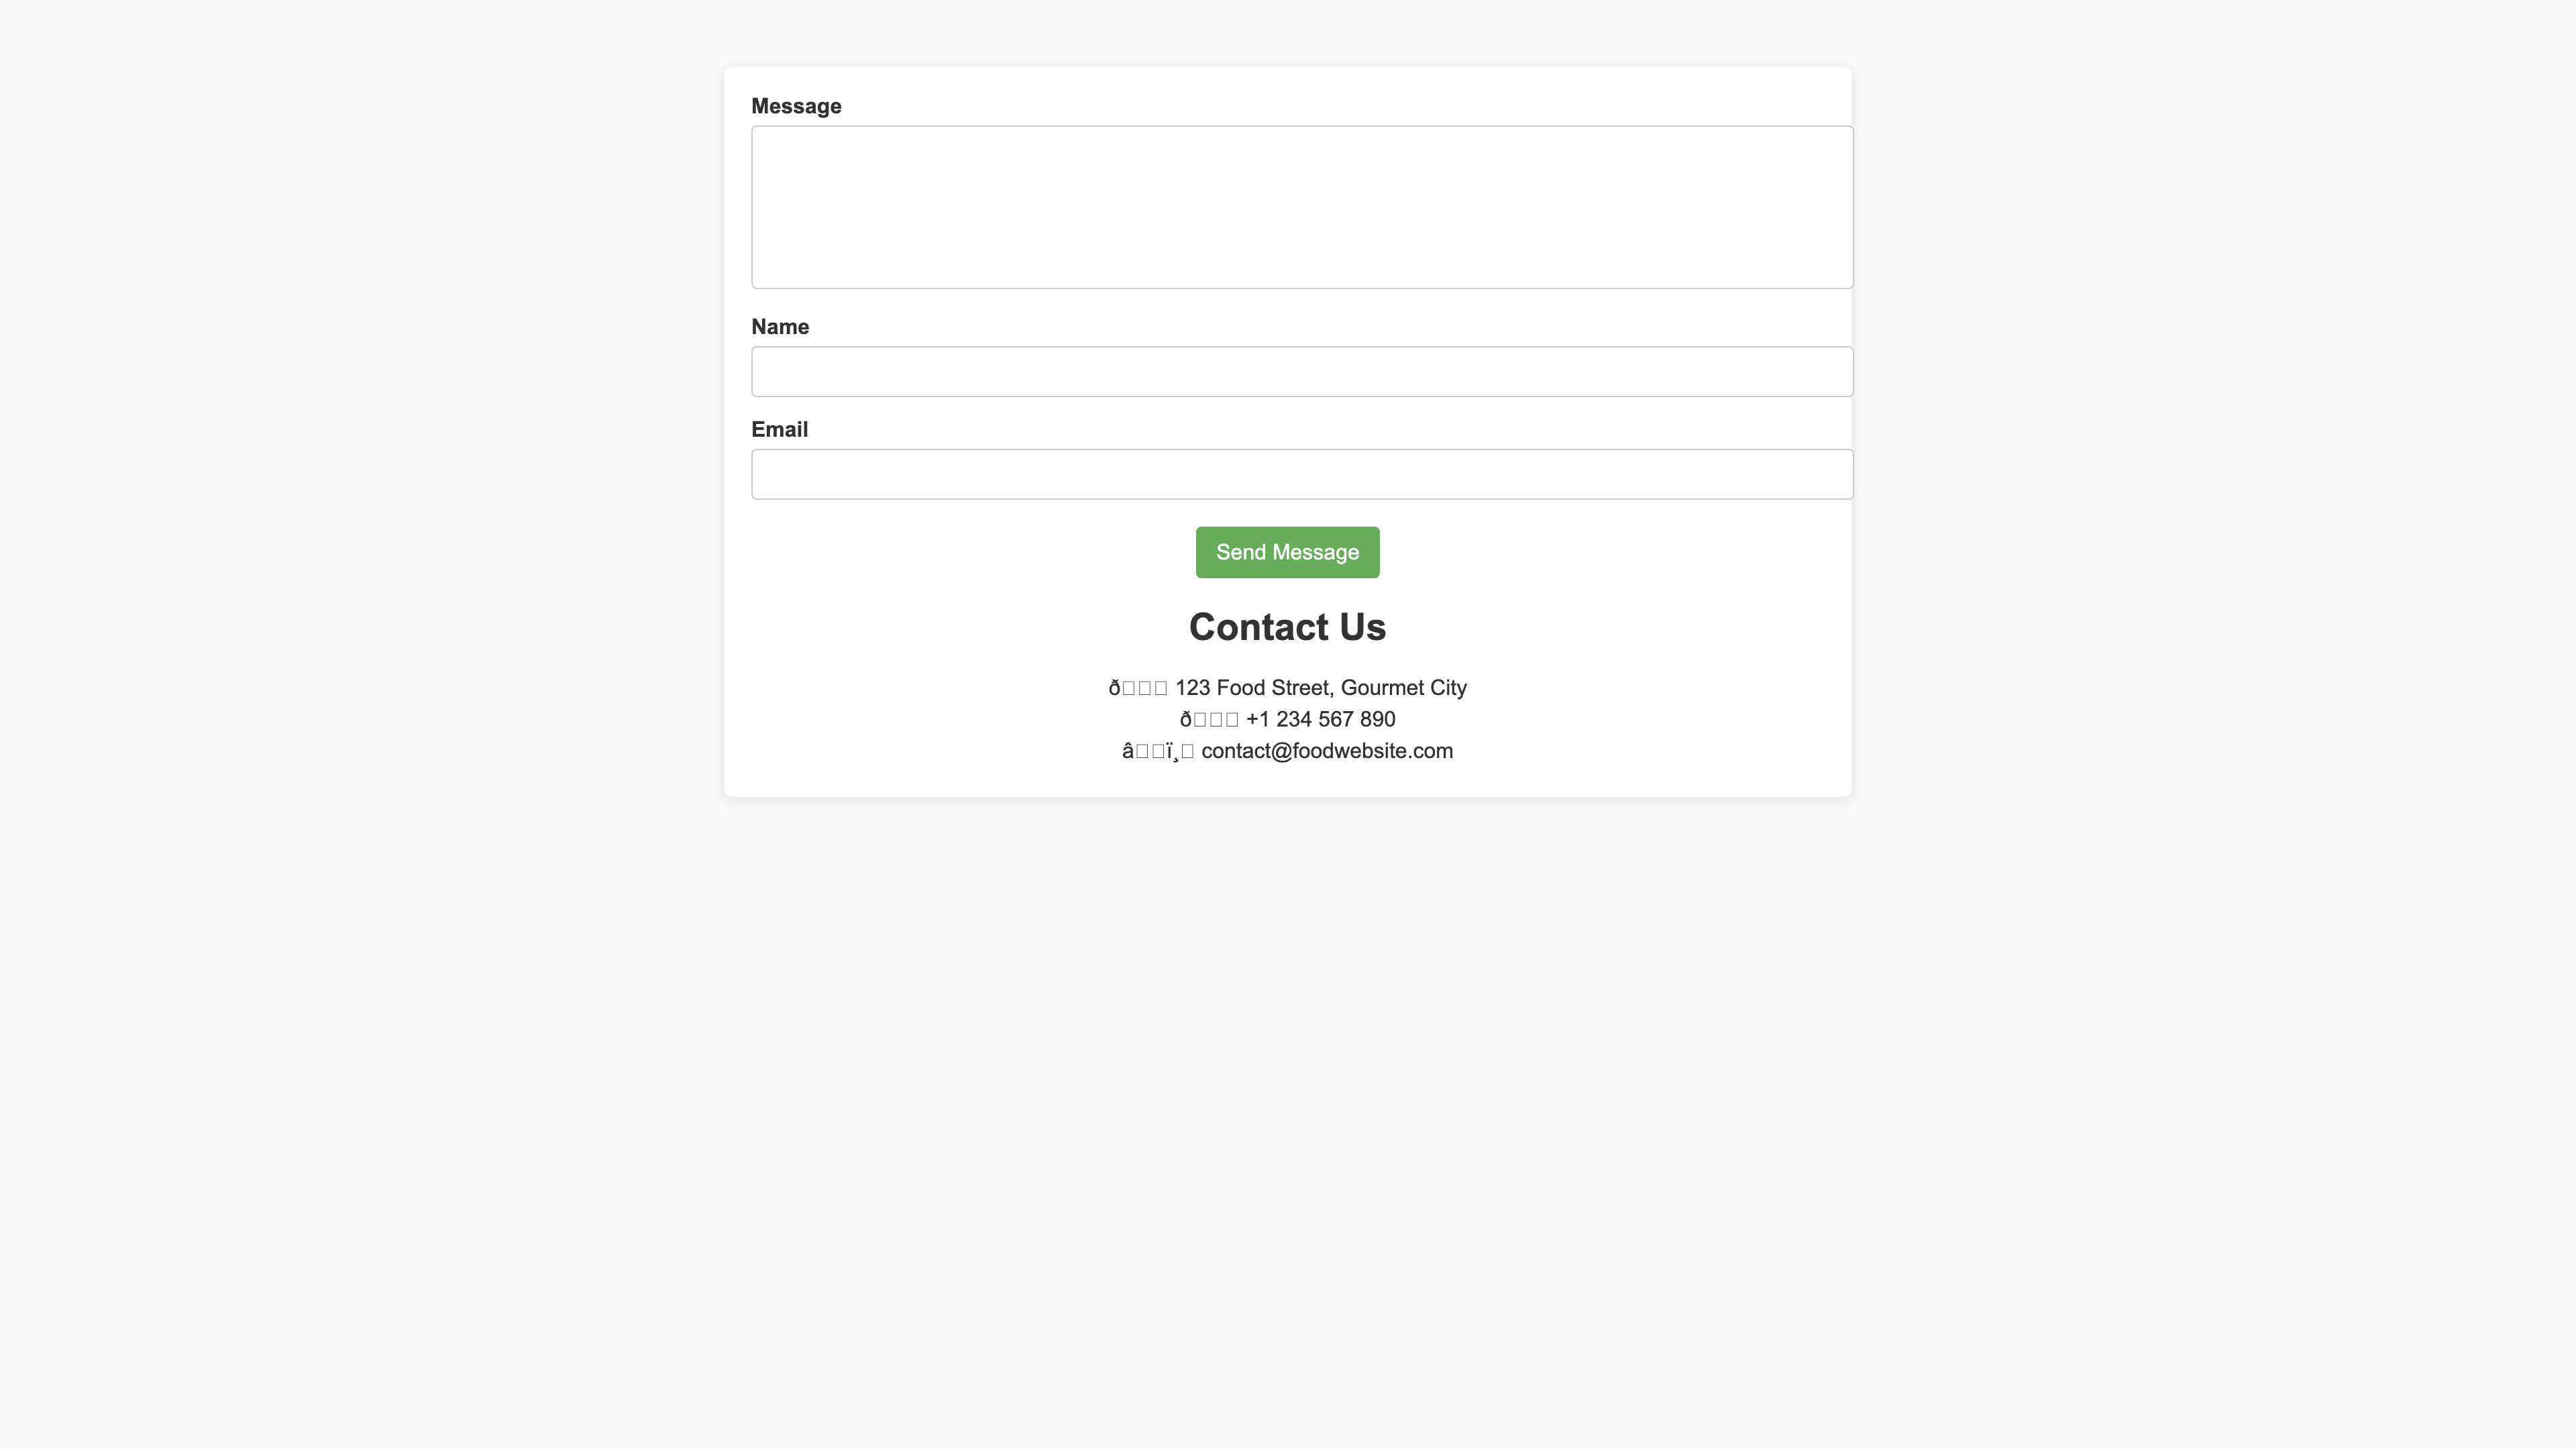 Message
Name
Email
Send Message
Contact Us
ð□□□ 123 Food Street, Gourmet City
ð□□□ +1 234 567 890
â□□ï¸□ contact@foodwebsite.com